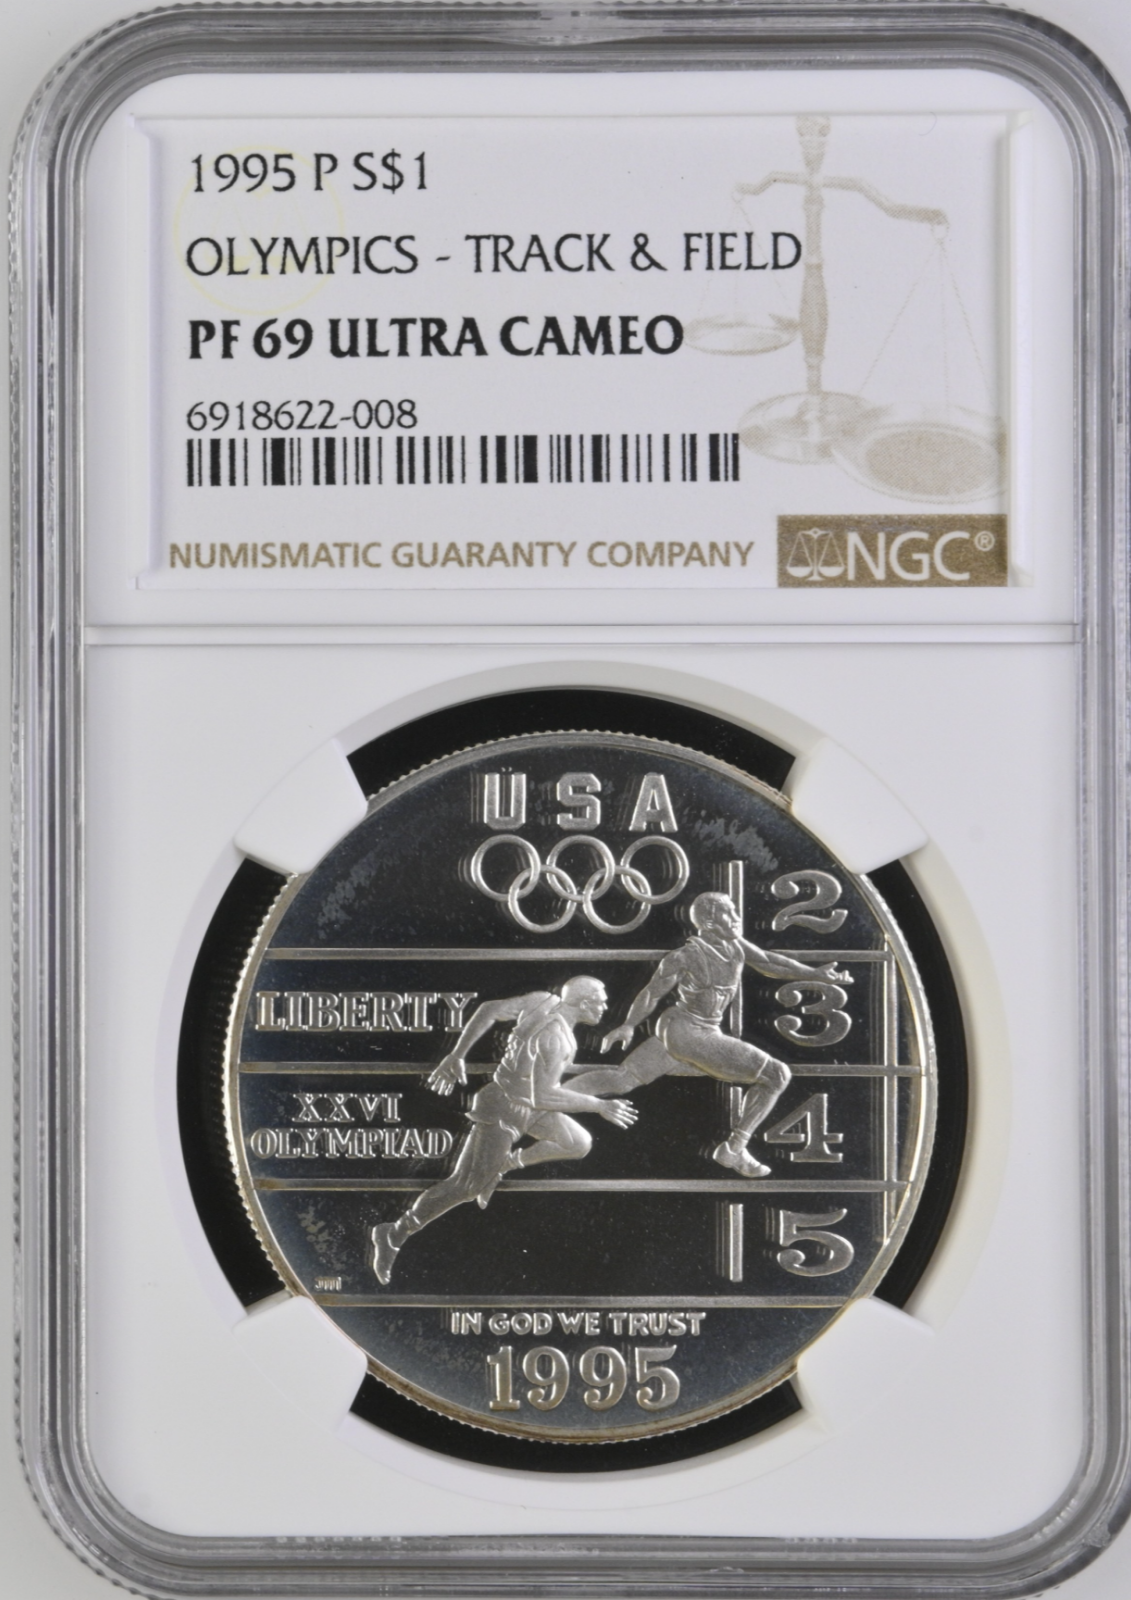 1995 P S$1
OLYMPICS - TRACK & FIELD
PF 69 ULTRA CAMEO
6918622-008
NUMISMATIC GUARANTY COMPANY
NGC®
USA
2
LIBERTY
3
XXVI
OLYMPIAD
4
5
IN GOD WE TRUST
1995